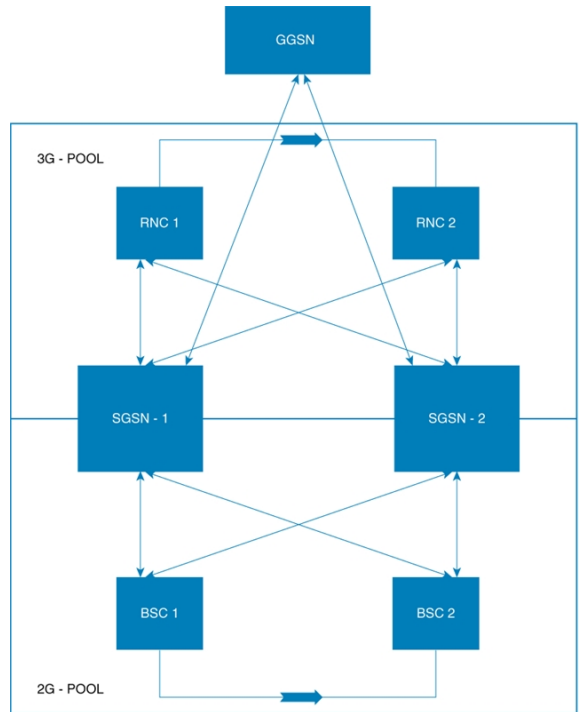 GGSN
3G - POOL
RNC 1
RNC 2
SGSN - 1
SGSN - 2
BSC 1
BSC 2
2G - POOL